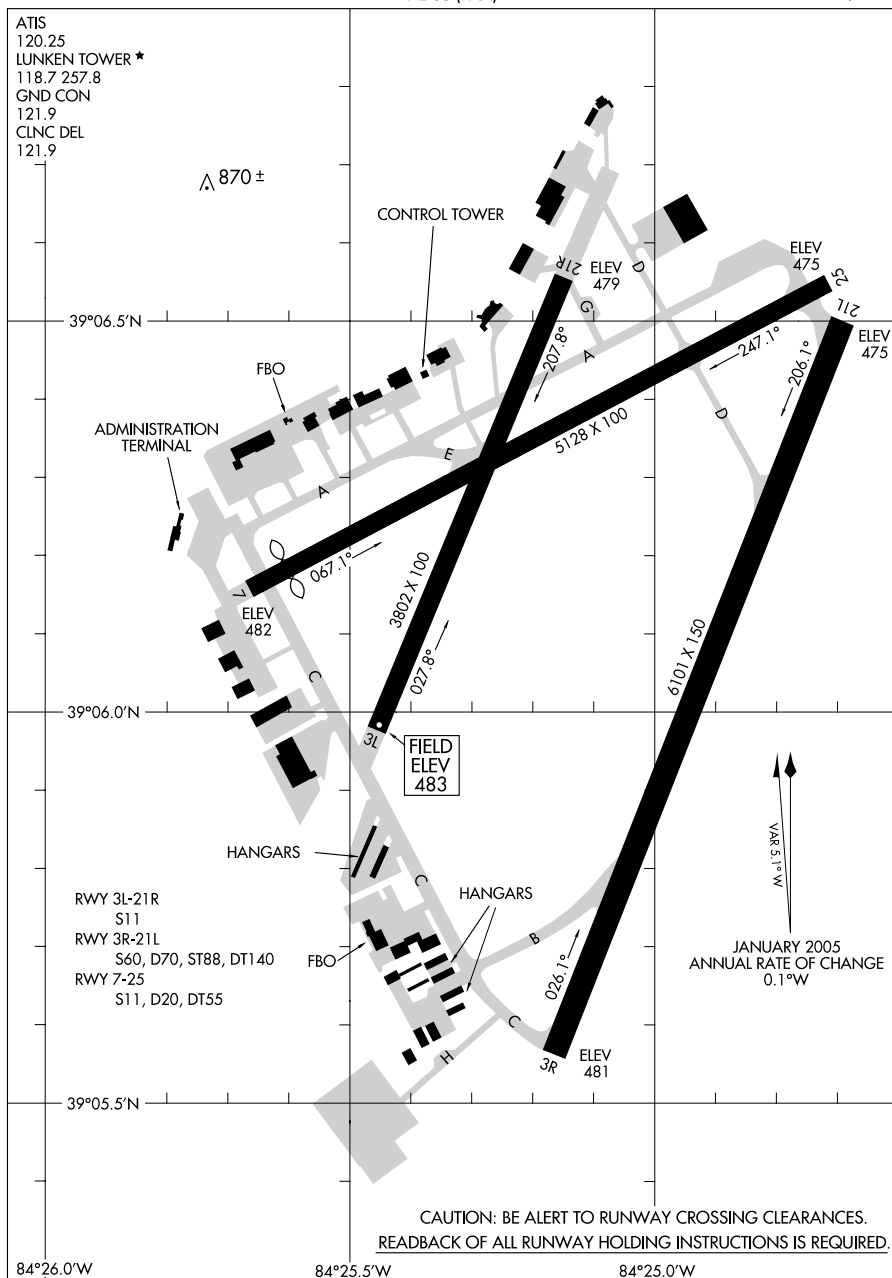 ATIS
120.25
LUNKEN TOWER ★
118.7 257.8
GND CON
121.9
CLNC DEL
121.9
870 ±
CONTROL TOWER
ELEV
479
ELEV
475
25
21R
21L
D
G
39°06.5'N
207.8°
A
247.1°
206.1°
ELEV
475
FBO
5128 X 100
D
ADMINISTRATION
TERMINAL
E
A
067.1°
3802 X 100
7
ELEV
482
027.8°
6101 X 150
C
39°06.0'N
3L
FIELD
ELEV
483
VAR 5.1° W
HANGARS
C
HANGARS
RWY 3L-21R
S11
RWY 3R-21L
S60, D70, ST88, DT140
RWY 7-25
S11, D20, DT55
FBO
B
026.1°
JANUARY 2005
ANNUAL RATE OF CHANGE
0.1°W
C
H
3R
ELEV
481
39°05.5'N
CAUTION: BE ALERT TO RUNWAY CROSSING CLEARANCES.
READBACK OF ALL RUNWAY HOLDING INSTRUCTIONS IS REQUIRED.
84°26.0'W
84°25.5'W
84°25.0'W